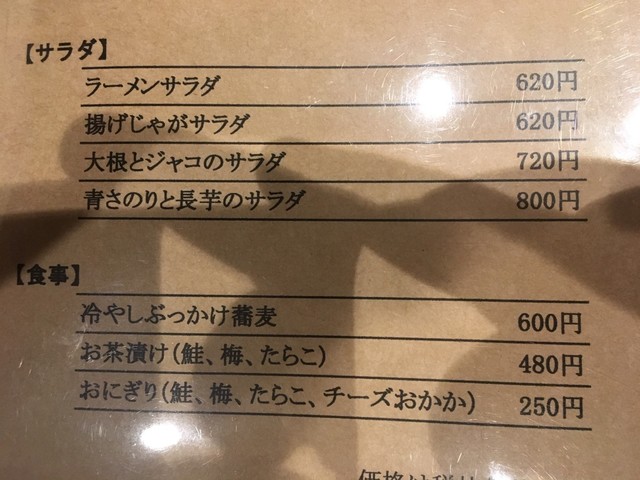 【サラダ】
ラーメンサラダ 620円
揚げじゃがサラダ 620円
大根とジャコのサラダ 720円
青さのりと長芋のサラダ 800円
【食事】
冷やしぶっかけ蕎麦 600円
お茶漬け(鮭、梅、たらこ) 480円
おにぎり(鮭、梅、たらこ、チーズおかか) 250円